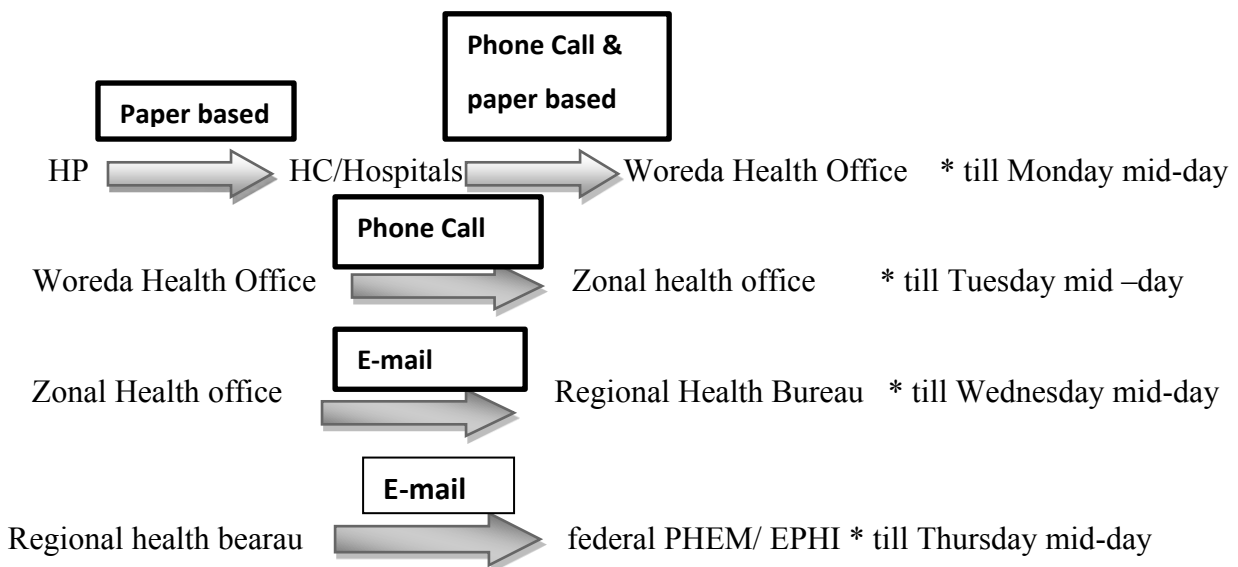 Phone Call &
paper based
Paper based
HP HC/Hospitals Woreda Health Office * till Monday mid-day
Phone Call
Woreda Health Office Zonal health office * till Tuesday mid –day
E-mail
Zonal Health office Regional Health Bureau * till Wednesday mid-day
E-mail
Regional health bearau federal PHEM/ EPHI * till Thursday mid-day